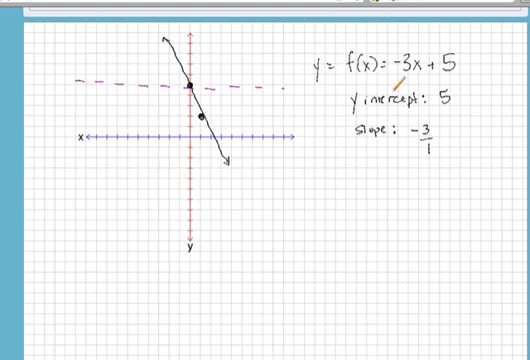 y = f(x) = -3x + 5
y intercept: 5
slope: -3/1
x
y